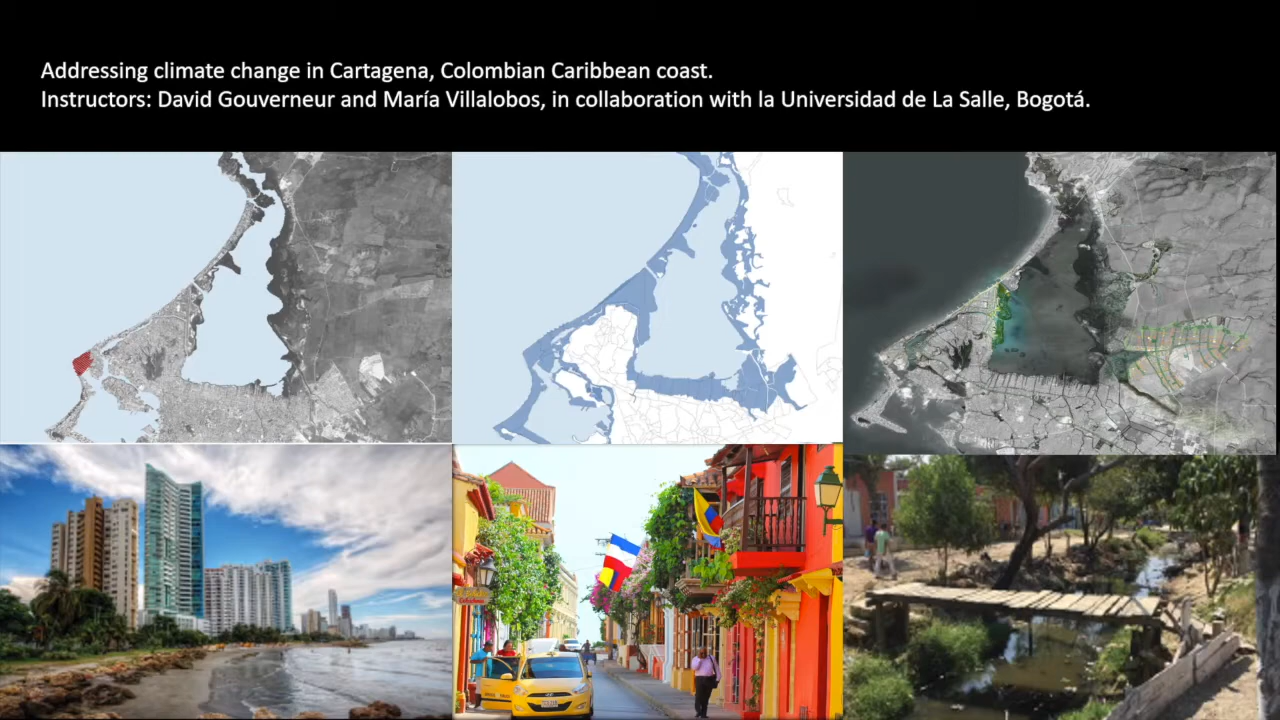 Addressing climate change in Cartagena, Colombian Caribbean coast.
Instructors: David Gouverneur and María Villalobos, in collaboration with la Universidad de La Salle, Bogotá.